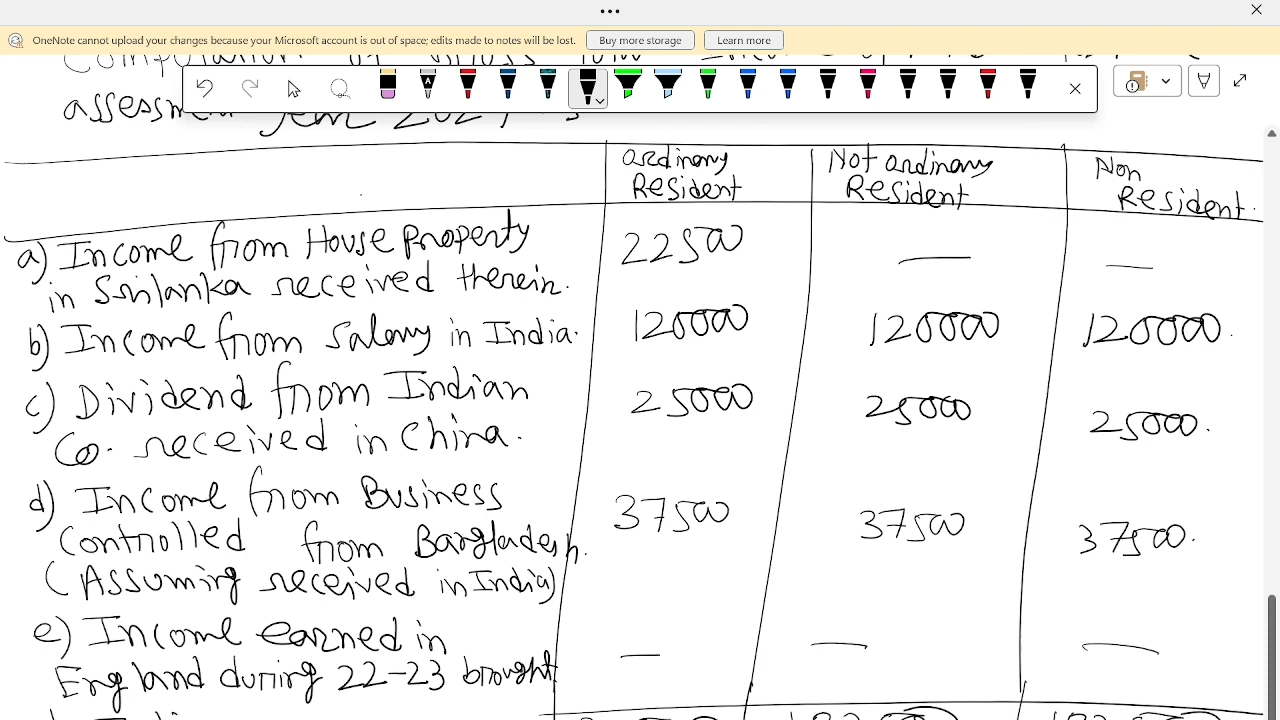 OneNote cannot upload your changes because your Microsoft account is out of space; edits made to notes will be lost. Buy more storage Learn more
Computation of
assessment year
ordinary Resident
Not ordinary Resident
Non Resident.
a) Income from House property
in Srilanka received therein.
22500 — —
b) Income from salary in India.
120000 120000 120000.
c) Dividend from Indian
Co. received in China.
25000 25000 25000.
d) Income from Business
Controlled from Bangladesh.
(Assuming received in India)
37500 37500 37500.
e) Income earned in
England during 22-23 brought
— — —